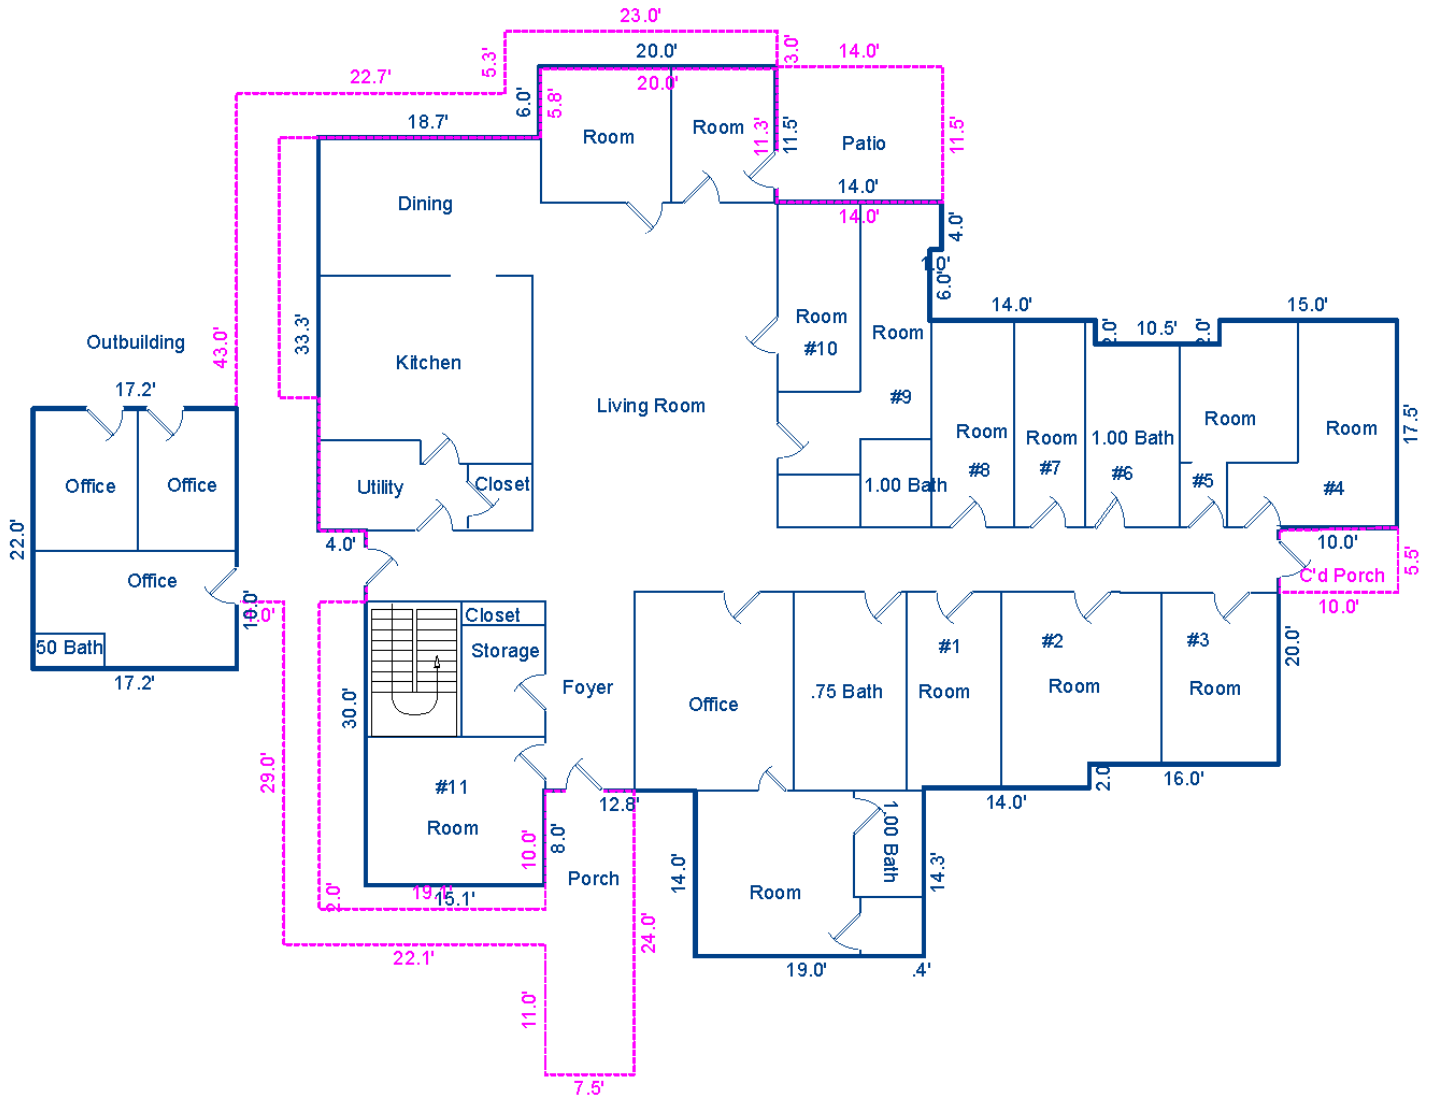 23.0'
20.0'
14.0'
3.0'
5.3'
22.7'
20.0'
6.0'
5.8'
18.7'
Room
Room
11.3'
11.5'
Patio
11.5'
14.0'
14.0'
4.0'
Dining
1.0'
6.0'
14.0'
15.0'
2.0'
10.5'
2.0'
Outbuilding
43.0'
33.3'
Kitchen
Room
#10
Room
17.2'
Living Room
#9
Room
Room
17.5'
Room
#8
Room
#7
1.00 Bath
#6
Office
Office
Utility
Closet
1.00 Bath
#5
#4
22.0'
4.0'
10.0'
5.5'
C'd Porch
10.0'
Office
10.0'
50 Bath
17.2'
Closet
Storage
Foyer
30.0'
Office
.75 Bath
#1
Room
#2
Room
#3
Room
20.0'
29.0'
#11
Room
12.8'
14.0'
2.0'
16.0'
10.0'
8.0'
1.00 Bath
14.0'
14.3'
Porch
Room
2.0'
19.1'
15.1'
24.0'
22.1'
19.0'
.4'
11.0'
7.5'